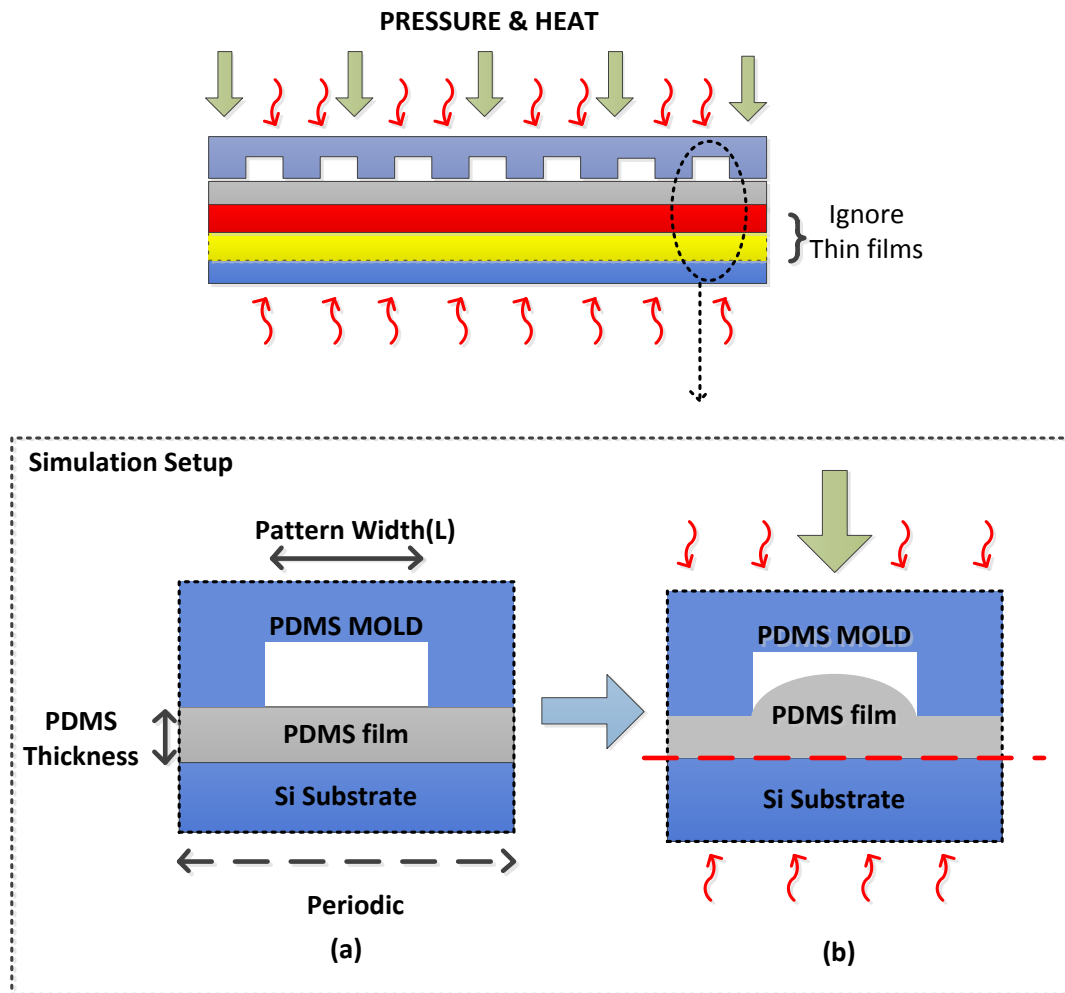 PRESSURE & HEAT
Ignore
Thin films
Simulation Setup
Pattern Width(L)
PDMS MOLD
PDMS
Thickness
PDMS film
Si Substrate
Periodic
(a)
PDMS MOLD
PDMS film
Si Substrate
(b)